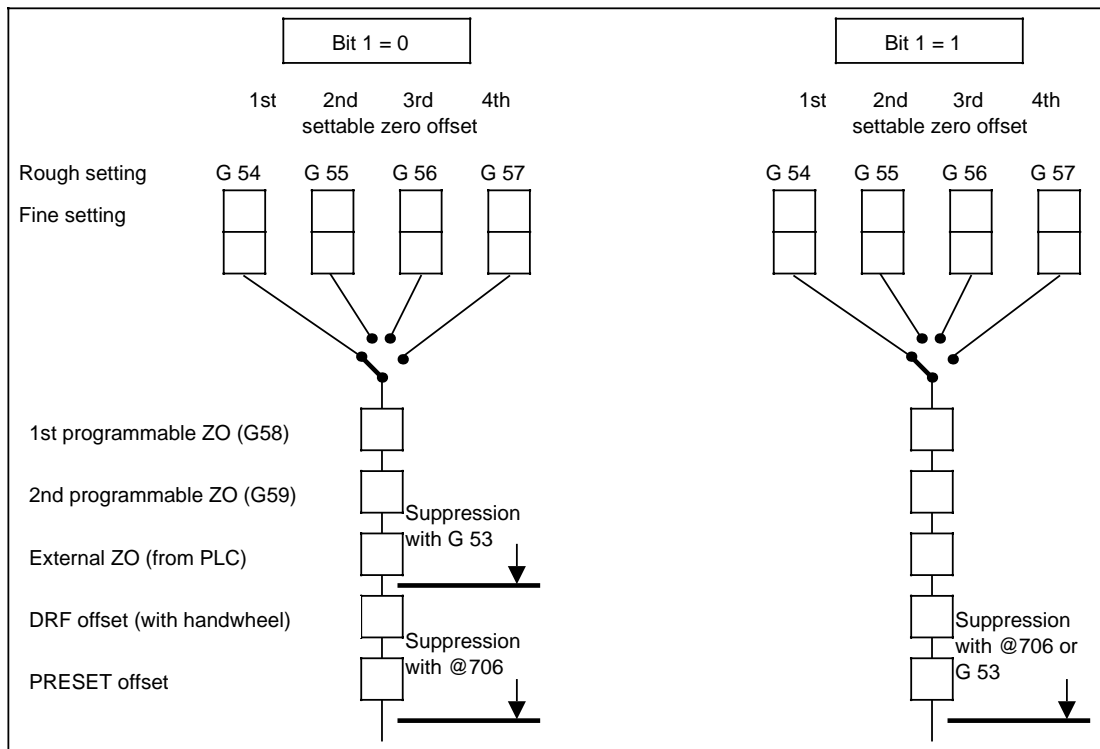 Bit 1 = 0
Bit 1 = 1
1st 2nd 3rd 4th
settable zero offset
1st 2nd 3rd 4th
settable zero offset
Rough setting G 54 G 55 G 56 G 57 G 54 G 55 G 56 G 57
Fine setting
1st programmable ZO (G58)
2nd programmable ZO (G59)
Suppression
with G 53
External ZO (from PLC)
DRF offset (with handwheel)
Suppression
with @706
Suppression
with @706 or
G 53
PRESET offset